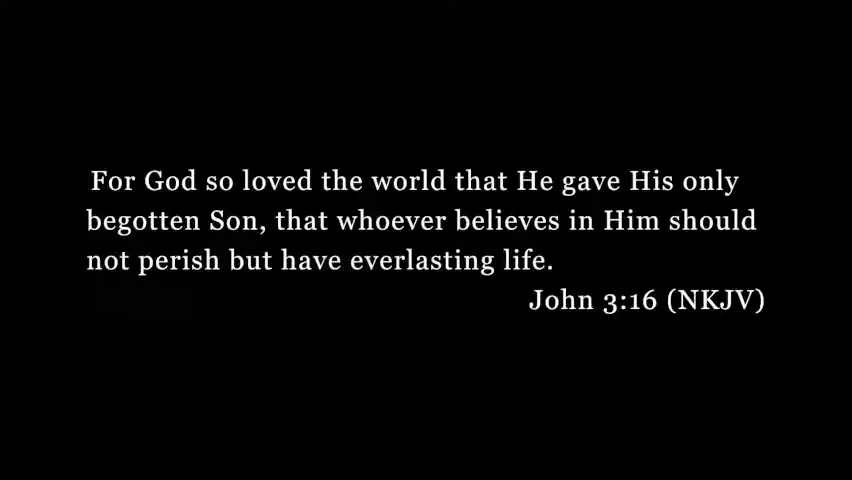 For God so loved the world that He gave His only
begotten Son, that whoever believes in Him should
not perish but have everlasting life.
John 3:16 (NKJV)